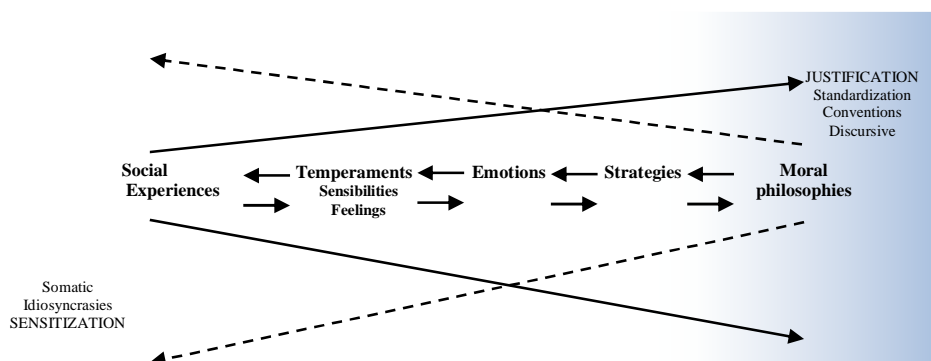 JUSTIFICATION
Standardization
Conventions
Discursive
Social
Experiences
Temperaments
Sensibilities
Feelings
Emotions
Strategies
Moral
philosophies
Somatic
Idiosyncrasies
SENSITIZATION